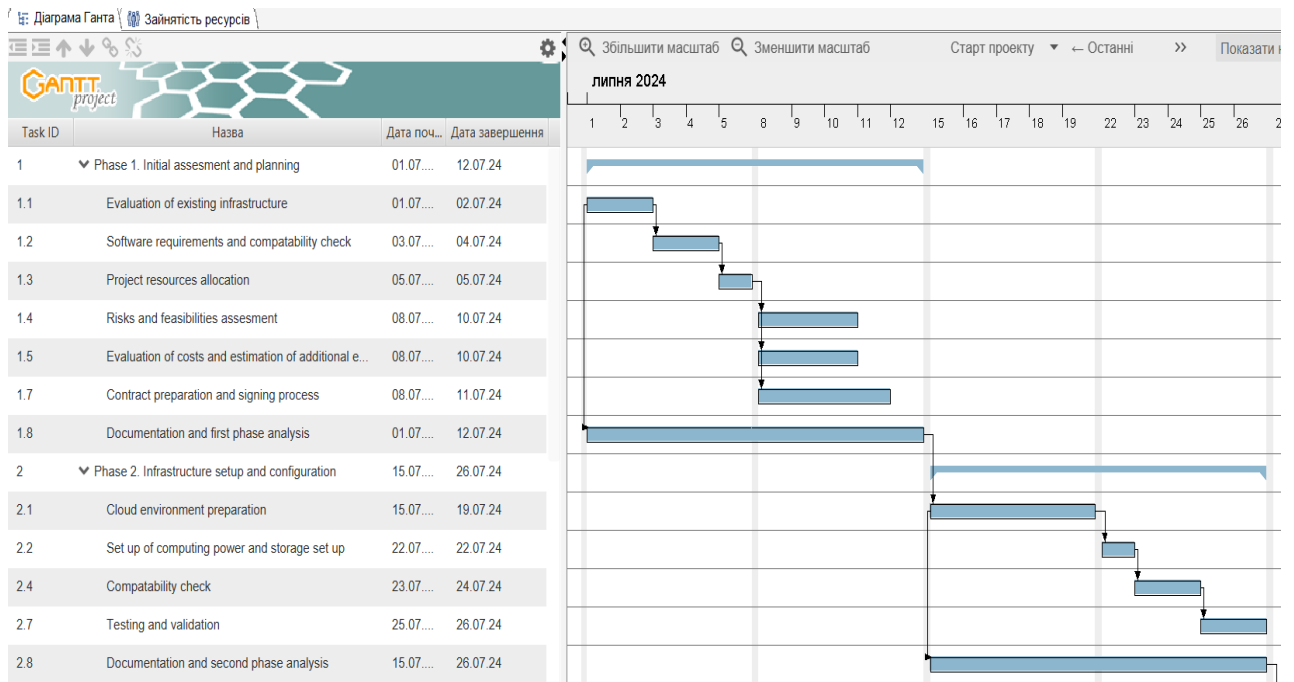 Діаграма Ганта Зайнятість ресурсів
Збільшити масштаб Зменшити масштаб Старт проекту ← Останні >> Показати
GANTT project
липня 2024
1 2 3 4 5 8 9 10 11 12 15 16 17 18 19 22 23 24 25 26 2
Task ID Назва Дата поч... Дата завершення
1 Phase 1. Initial assesment and planning 01.07.... 12.07.24
1.1 Evaluation of existing infrastructure 01.07.... 02.07.24
1.2 Software requirements and compatability check 03.07.... 04.07.24
1.3 Project resources allocation 05.07.... 05.07.24
1.4 Risks and feasibilities assesment 08.07.... 10.07.24
1.5 Evaluation of costs and estimation of additional e... 08.07.... 10.07.24
1.7 Contract preparation and signing process 08.07.... 11.07.24
1.8 Documentation and first phase analysis 01.07.... 12.07.24
2 Phase 2. Infrastructure setup and configuration 15.07.... 26.07.24
2.1 Cloud environment preparation 15.07.... 19.07.24
2.2 Set up of computing power and storage set up 22.07.... 22.07.24
2.4 Compatability check 23.07.... 24.07.24
2.7 Testing and validation 25.07.... 26.07.24
2.8 Documentation and second phase analysis 15.07.... 26.07.24